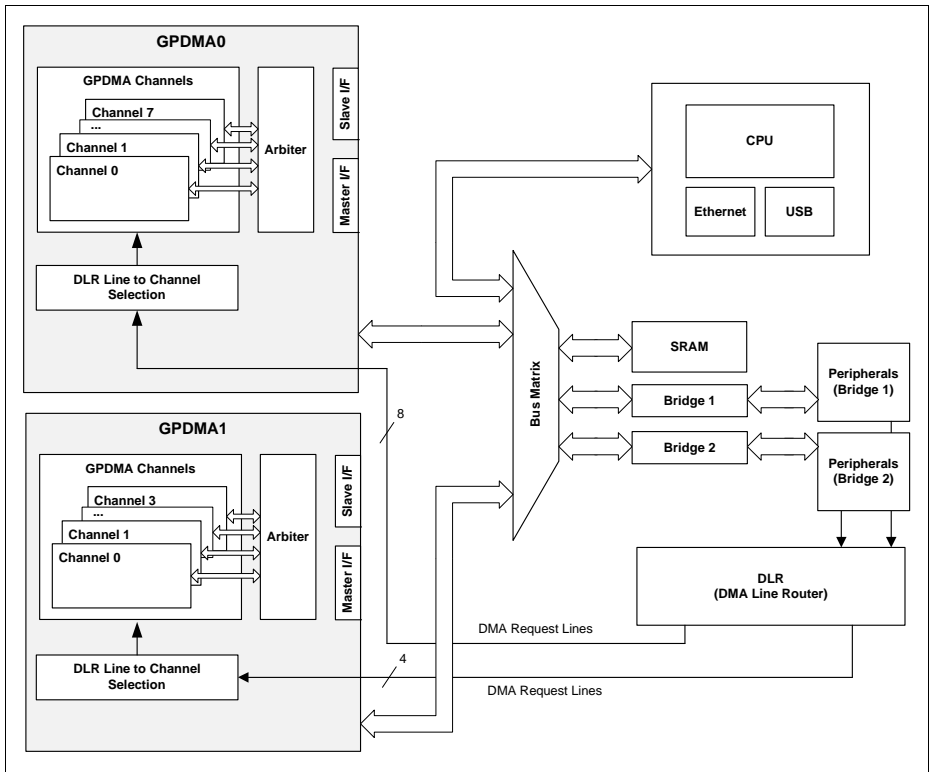 GPDMA0
GPDMA Channels
Channel 7
...
Channel 1
Channel 0
Arbiter
Slave I/F
Master I/F
DLR Line to Channel
Selection
CPU
Ethernet
USB
Bus Matrix
SRAM
Bridge 1
Bridge 2
Peripherals
(Bridge 1)
Peripherals
(Bridge 2)
8
GPDMA1
GPDMA Channels
Channel 3
...
Channel 1
Channel 0
Arbiter
Slave I/F
Master I/F
DLR Line to Channel
Selection
DLR
(DMA Line Router)
DMA Request Lines
4
DMA Request Lines